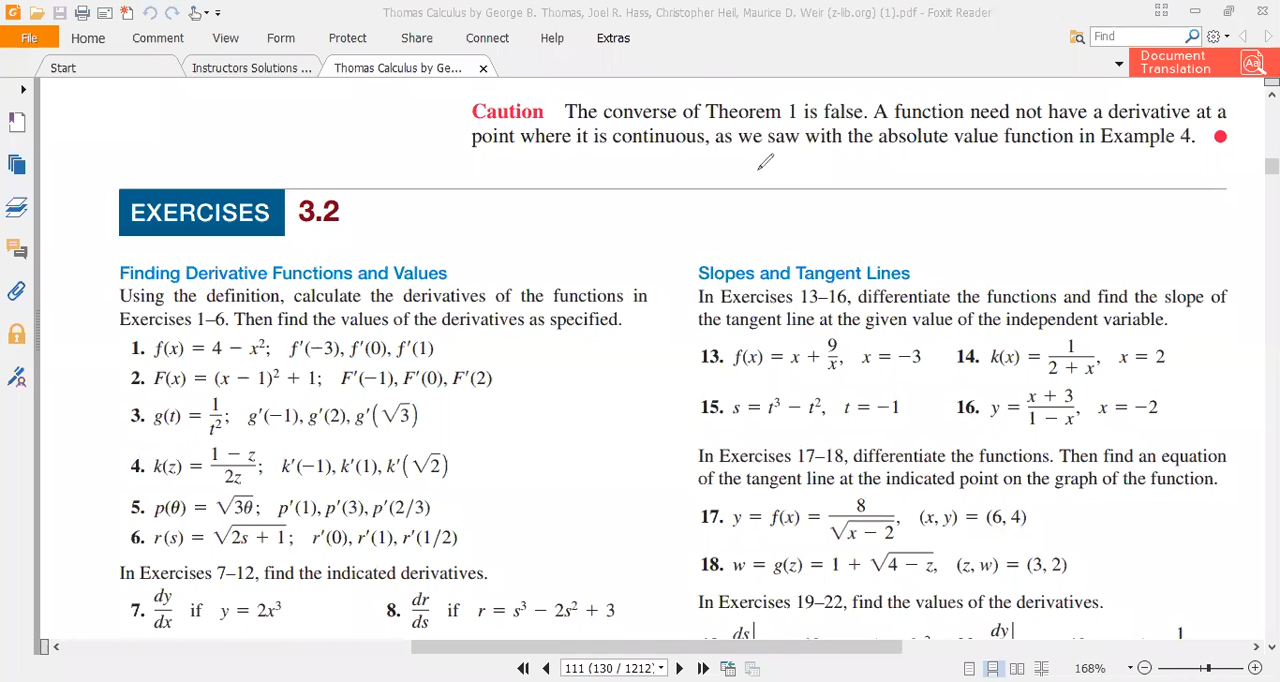 Thomas Calculus by George B. Thomas, Joel R. Hass, Christopher Heil, Maurice D. Weir (z-lib.org) (1).pdf - Foxit Reader
File Home Comment View Form Protect Share Connect Help Extras Find
Start Instructors Solutions ... Thomas Calculus by Ge... × Document Translation
Caution The converse of Theorem 1 is false. A function need not have a derivative at a
point where it is continuous, as we saw with the absolute value function in Example 4.
EXERCISES 3.2
Finding Derivative Functions and Values
Using the definition, calculate the derivatives of the functions in
Exercises 1–6. Then find the values of the derivatives as specified.
1. f(x) = 4 − x²; f′(−3), f′(0), f′(1)
2. F(x) = (x − 1)² + 1; F′(−1), F′(0), F′(2)
3. g(t) = 1/t²; g′(−1), g′(2), g′(√3)
4. k(z) = (1 − z)/2z; k′(−1), k′(1), k′(√2)
5. p(θ) = √3θ; p′(1), p′(3), p′(2/3)
6. r(s) = √2s + 1; r′(0), r′(1), r′(1/2)
In Exercises 7–12, find the indicated derivatives.
7. dy/dx if y = 2x³ 8. dr/ds if r = s³ − 2s² + 3
Slopes and Tangent Lines
In Exercises 13–16, differentiate the functions and find the slope of
the tangent line at the given value of the independent variable.
13. f(x) = x + 9/x, x = −3 14. k(x) = 1/(2 + x), x = 2
15. s = t³ − t², t = −1 16. y = (x + 3)/(1 − x), x = −2
In Exercises 17–18, differentiate the functions. Then find an equation
of the tangent line at the indicated point on the graph of the function.
17. y = f(x) = 8/√x − 2, (x, y) = (6, 4)
18. w = g(z) = 1 + √4 − z, (z, w) = (3, 2)
In Exercises 19–22, find the values of the derivatives.
111 (130 / 1212) 168%